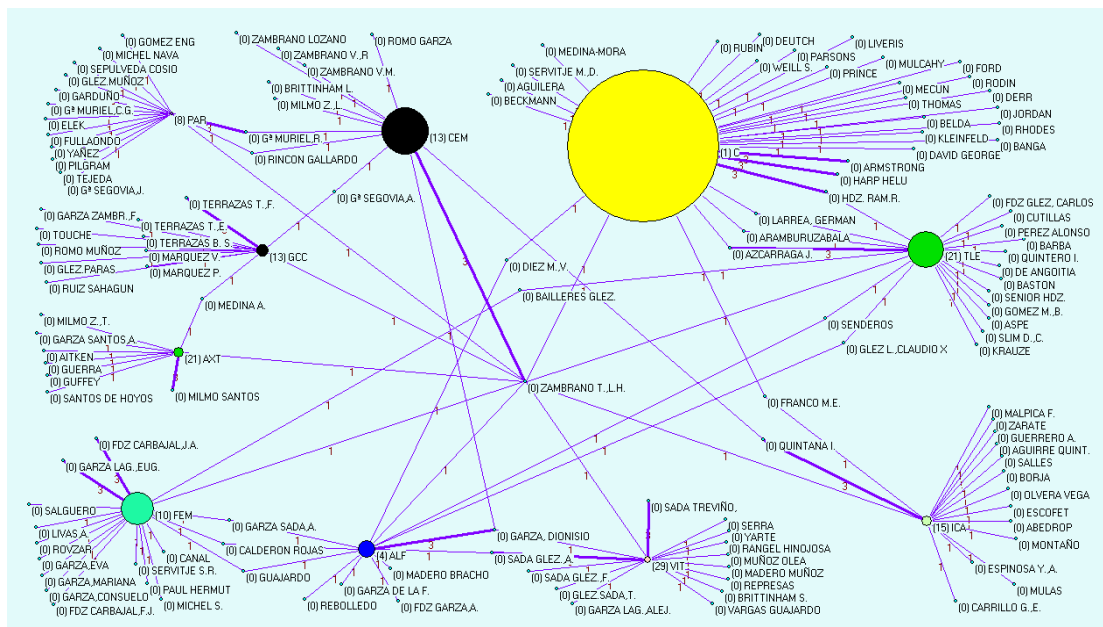 (0) GOMEZ ENG
(0) MICHEL NAVA
(0) SEPULVEDA COSIO
(0) GLEZ.MUÑOZ
(0) GARDUÑO
(0) Gª MURIEL,C.G.
(0) ELEK
(0) FULLAONDO
(0) YAÑEZ
(0) PILGRAM
(0) TEJEDA
(0) Gª SEGOVIA,J.
(8) PAR
(0) ZAMBRANO LOZANO
(0) ZAMBRANO V.,R
(0) ZAMBRANO V.M.
(0) BRITTINHAM L.
(0) MILMO Z.,L.
(0) Gª MURIEL,R.
(0) RINCON GALLARDO
(0) ROMO GARZA
(13) CEM
(0) Gª SEGOVIA,A.
(0) MEDINA-MORA
(0) SERVITJE M.,D.
(0) AGUILERA
(0) BECKMANN
(1) C
(0) RUBIN
(0) DEUTCH
(0) LIVERIS
(0) PARSONS
(0) WEILL S.
(0) PRINCE
(0) MULCAHY
(0) FORD
(0) RODIN
(0) MECUN
(0) DERR
(0) THOMAS
(0) JORDAN
(0) BELDA
(0) RHODES
(0) KLEINFELD
(0) BANGA
(0) DAVID GEORGE
(0) ARMSTRONG
(0) HARP HELU
(0) HDZ. RAM.R.
(0) LARREA, GERMAN
(0) ARAMBURUZABALA
(0) AZCARRAGA J.
(0) FDZ GLEZ, CARLOS
(0) CUTILLAS
(0) PEREZ ALONSO
(0) BARBA
(0) QUINTERO I.
(0) DE ANGOITIA
(0) BASTON
(0) SENIOR HDZ.
(0) GOMEZ M.,B.
(0) ASPE
(0) SLIM D.,C.
(0) KRAUZE
(21) TLE
(0) TERRAZAS T.,F.
(0) GARZA ZAMBR.,F.
(0) TERRAZAS T.,E.
(0) TOUCHE
(0) TERRAZAS B. S.
(0) ROMO MUÑOZ
(0) MARQUEZ V.
(0) GLEZ.PARAS
(0) MARQUEZ P.
(0) RUIZ SAHAGUN
(13) GCC
(0) MEDINA A.
(0) DIEZ M.,V.
(0) BAILLERES GLEZ.
(0) SENDEROS
(0) GLEZ L.,CLAUDIO X
(0) MILMO Z.,T.
(0) GARZA SANTOS,A.
(0) AITKEN
(0) GUERRA
(0) GUFFEY
(0) SANTOS DE HOYOS
(0) MILMO SANTOS
(21) AXT
(0) ZAMBRANO T.,L.H.
(0) FRANCO M.E.
(0) QUINTANA I.
(0) MALPICA F.
(0) ZARATE
(0) GUERRERO A.
(0) AGUIRRE QUINT.
(0) SALLES
(0) BORJA
(0) OLVERA VEGA
(0) ESCOFET
(0) ABEDROP
(0) MONTAÑO
(0) ESPINOSA Y.,A.
(0) MULAS
(0) CARRILLO G.,E.
(15) ICA
(0) FDZ CARBAJAL,J.A.
(0) GARZA LAG.,EUG.
(0) SALGUERO
(0) LIVAS,A.
(0) ROVZAR
(0) GARZA,EVA
(0) GARZA,MARIANA
(0) GARZA,CONSUELO
(0) FDZ CARBAJAL,F.J.
(0) MICHEL S.
(0) PAUL HERMUT
(0) SERVITJE S.R.
(0) CANAL
(10) FEM
(0) GARZA SADA,A.
(0) CALDERON ROJAS
(0) GUAJARDO
(0) REBOLLEDO
(0) GARZA DE LA F.
(0) FDZ GARZA,A.
(0) MADERO BRACHO
(4) ALF
(0) GARZA, DIONISIO
(0) SADA GLEZ.,A.
(0) SADA TREVIÑO,
(0) SADA GLEZ.,F.
(0) GLEZ.SADA,T.
(0) GARZA LAG.,ALEJ.
(29) VIT
(0) SERRA
(0) YARTE
(0) RANGEL HINOJOSA
(0) MUÑOZ OLEA
(0) MADERO MUÑOZ
(0) REPRESAS
(0) BRITTINHAM S.
(0) VARGAS GUAJARDO